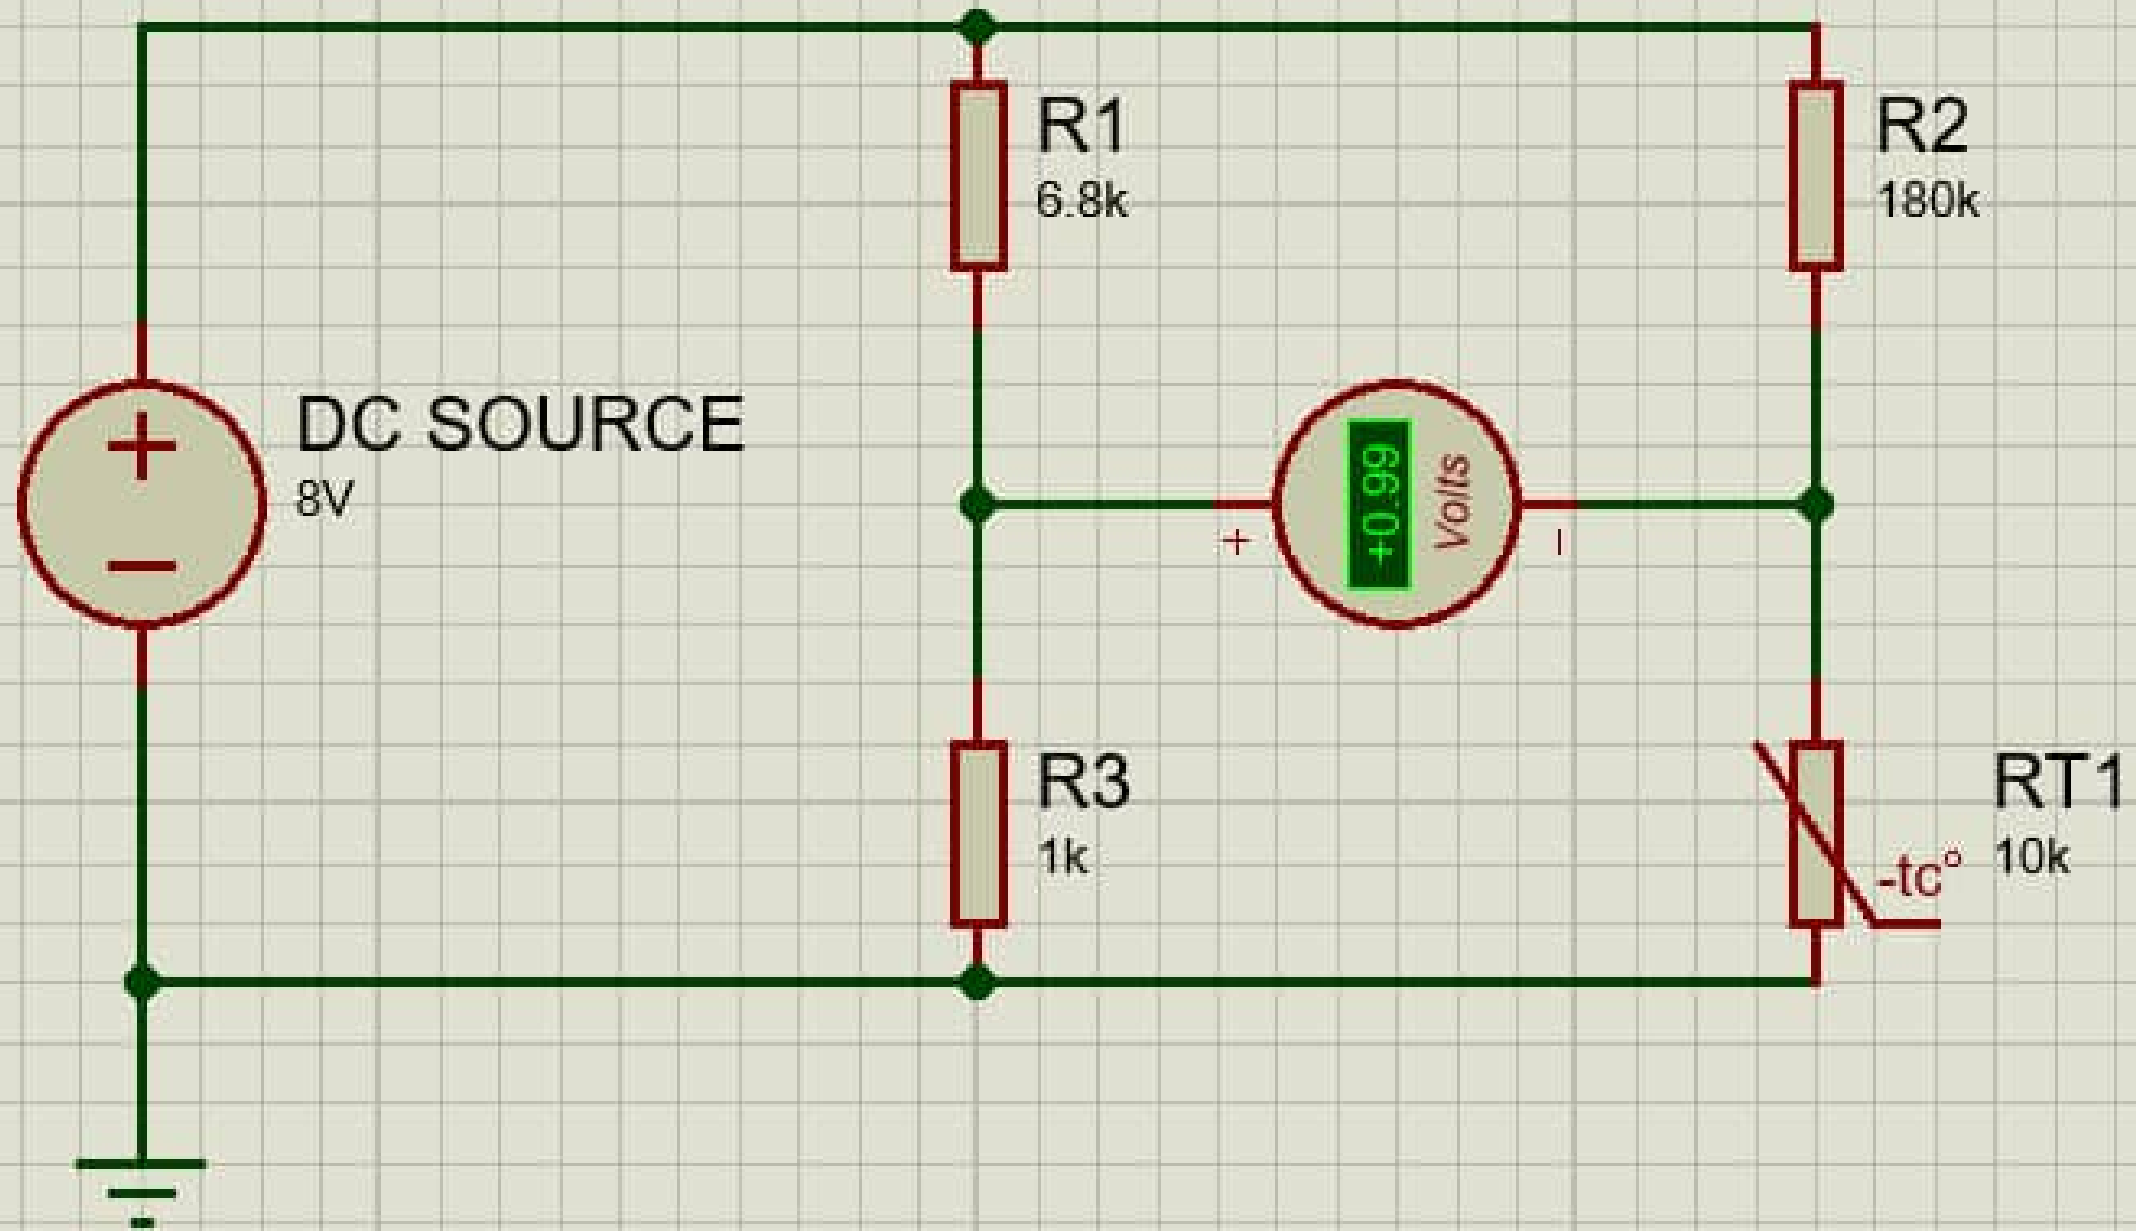 R1
6.8k
R2
180k
DC SOURCE
8V
+0.99
Volts
+
−
R3
1k
RT1
10k
-tc°